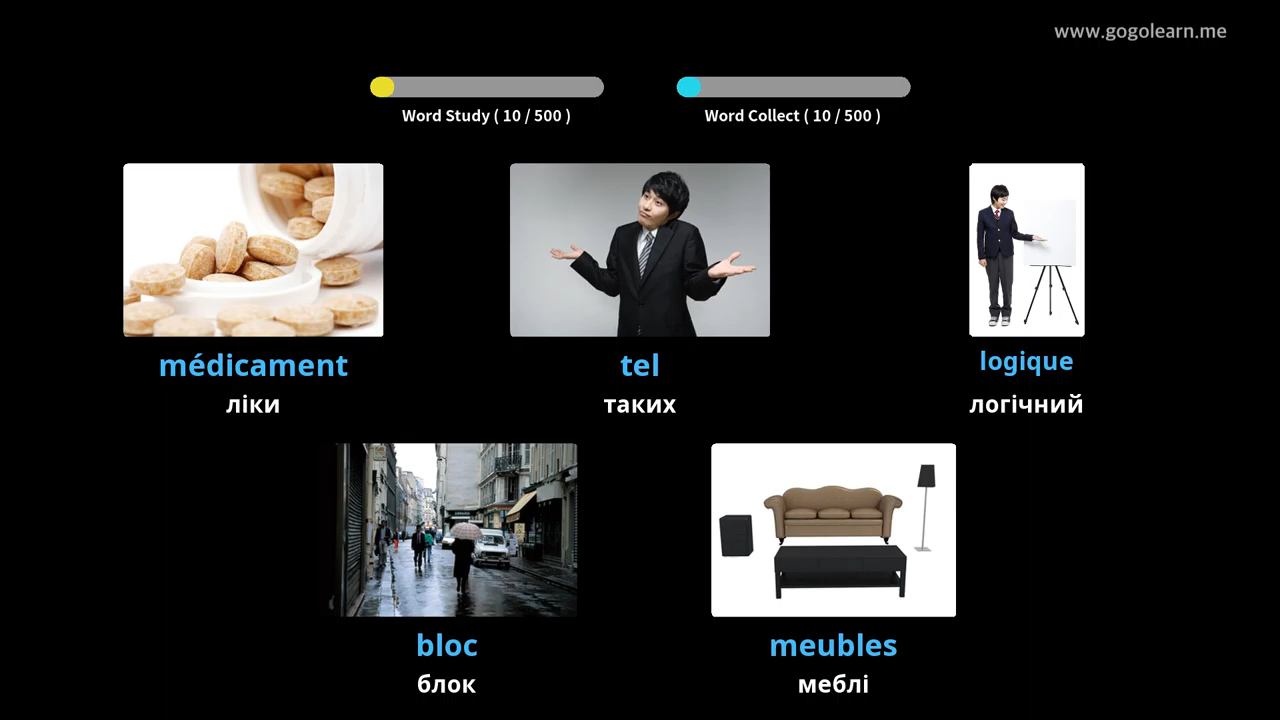 www.gogolearn.me
Word Study ( 10 / 500 )
Word Collect ( 10 / 500 )
médicament
ліки
tel
таких
logique
логічний
bloc
блок
meubles
меблі